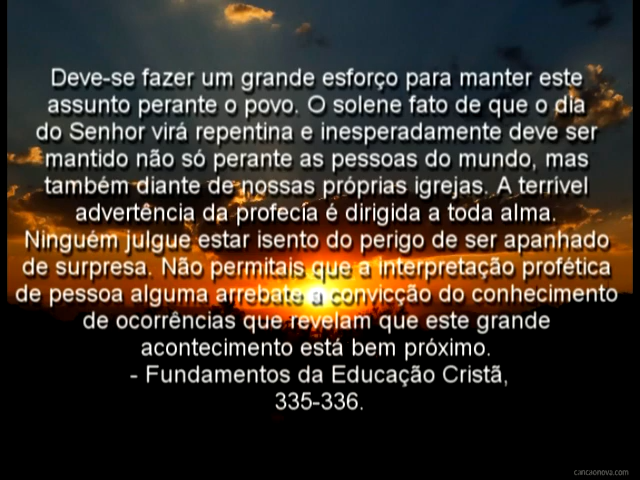 Deve-se fazer um grande esforço para manter este
assunto perante o povo. O solene fato de que o dia
do Senhor virá repentina e inesperadamente deve ser
mantido não só perante as pessoas do mundo, mas
também diante de nossas próprias igrejas. A terrível
advertência da profecia é dirigida a toda alma.
Ninguém julgue estar isento do perigo de ser apanhado
de surpresa. Não permitais que a interpretação profética
de pessoa alguma arrebate a convicção do conhecimento
de ocorrências que revelam que este grande
acontecimento está bem próximo.
- Fundamentos da Educação Cristã,
335-336.
cancaonova.com